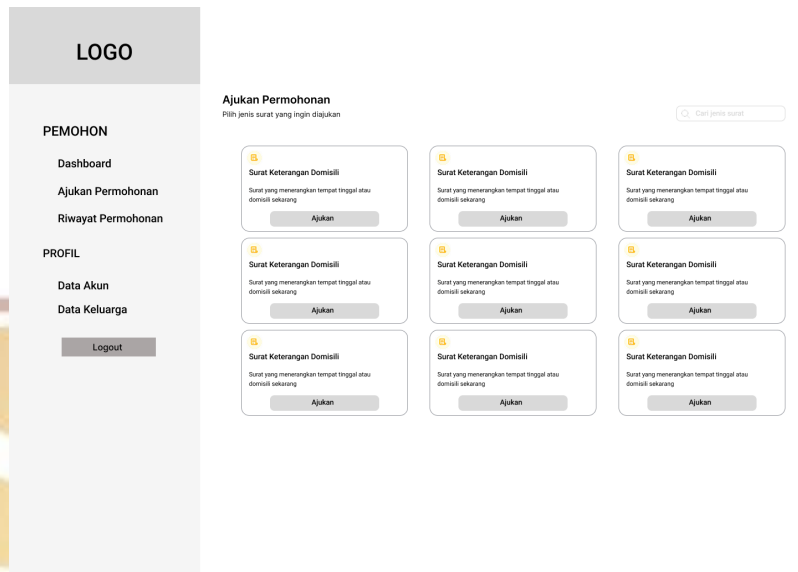 LOGO
PEMOHON
Dashboard
Ajukan Permohonan
Riwayat Permohonan
PROFIL
Data Akun
Data Keluarga
Logout
Ajukan Permohonan
Pilih jenis surat yang ingin diajukan
Cari jenis surat
Surat Keterangan Domisili
Surat yang menerangkan tempat tinggal atau
domisili sekarang
Ajukan
Surat Keterangan Domisili
Surat yang menerangkan tempat tinggal atau
domisili sekarang
Ajukan
Surat Keterangan Domisili
Surat yang menerangkan tempat tinggal atau
domisili sekarang
Ajukan
Surat Keterangan Domisili
Surat yang menerangkan tempat tinggal atau
domisili sekarang
Ajukan
Surat Keterangan Domisili
Surat yang menerangkan tempat tinggal atau
domisili sekarang
Ajukan
Surat Keterangan Domisili
Surat yang menerangkan tempat tinggal atau
domisili sekarang
Ajukan
Surat Keterangan Domisili
Surat yang menerangkan tempat tinggal atau
domisili sekarang
Ajukan
Surat Keterangan Domisili
Surat yang menerangkan tempat tinggal atau
domisili sekarang
Ajukan
Surat Keterangan Domisili
Surat yang menerangkan tempat tinggal atau
domisili sekarang
Ajukan